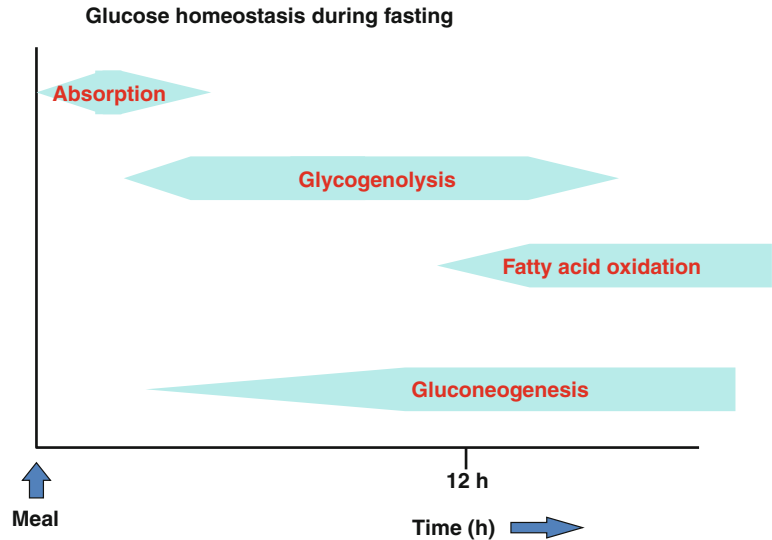 Glucose homeostasis during fasting
Absorption
Glycogenolysis
Fatty acid oxidation
Gluconeogenesis
12 h
Meal
Time (h)